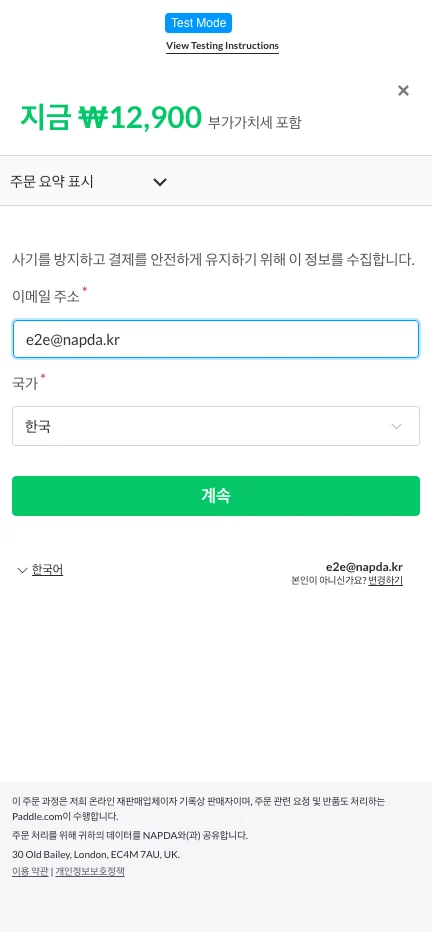 Test Mode
View Testing Instructions
지금 ₩12,900 부가가치세 포함
주문 요약 표시
사기를 방지하고 결제를 안전하게 유지하기 위해 이 정보를 수집합니다.
이메일 주소 *
e2e@napda.kr
국가 *
한국
계속
한국어
e2e@napda.kr
본인이 아니신가요? 변경하기
이 주문 과정은 저희 온라인 재판매업체이자 기록상 판매자이며, 주문 관련 요청 및 반품도 처리하는
Paddle.com이 수행합니다.
주문 처리를 위해 귀하의 데이터를 NAPDA와(과) 공유합니다.
30 Old Bailey, London, EC4M 7AU, UK.
이용 약관 | 개인정보보호정책